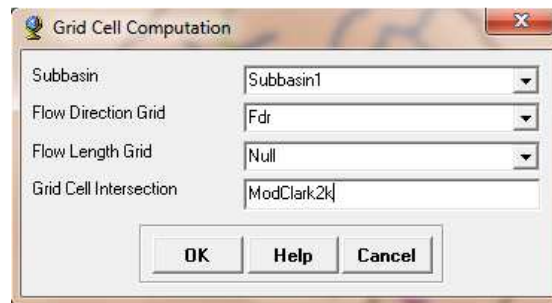 Grid Cell Computation
Subbasin Subbasin1
Flow Direction Grid Fdr
Flow Length Grid Null
Grid Cell Intersection ModClark2k
OK Help Cancel